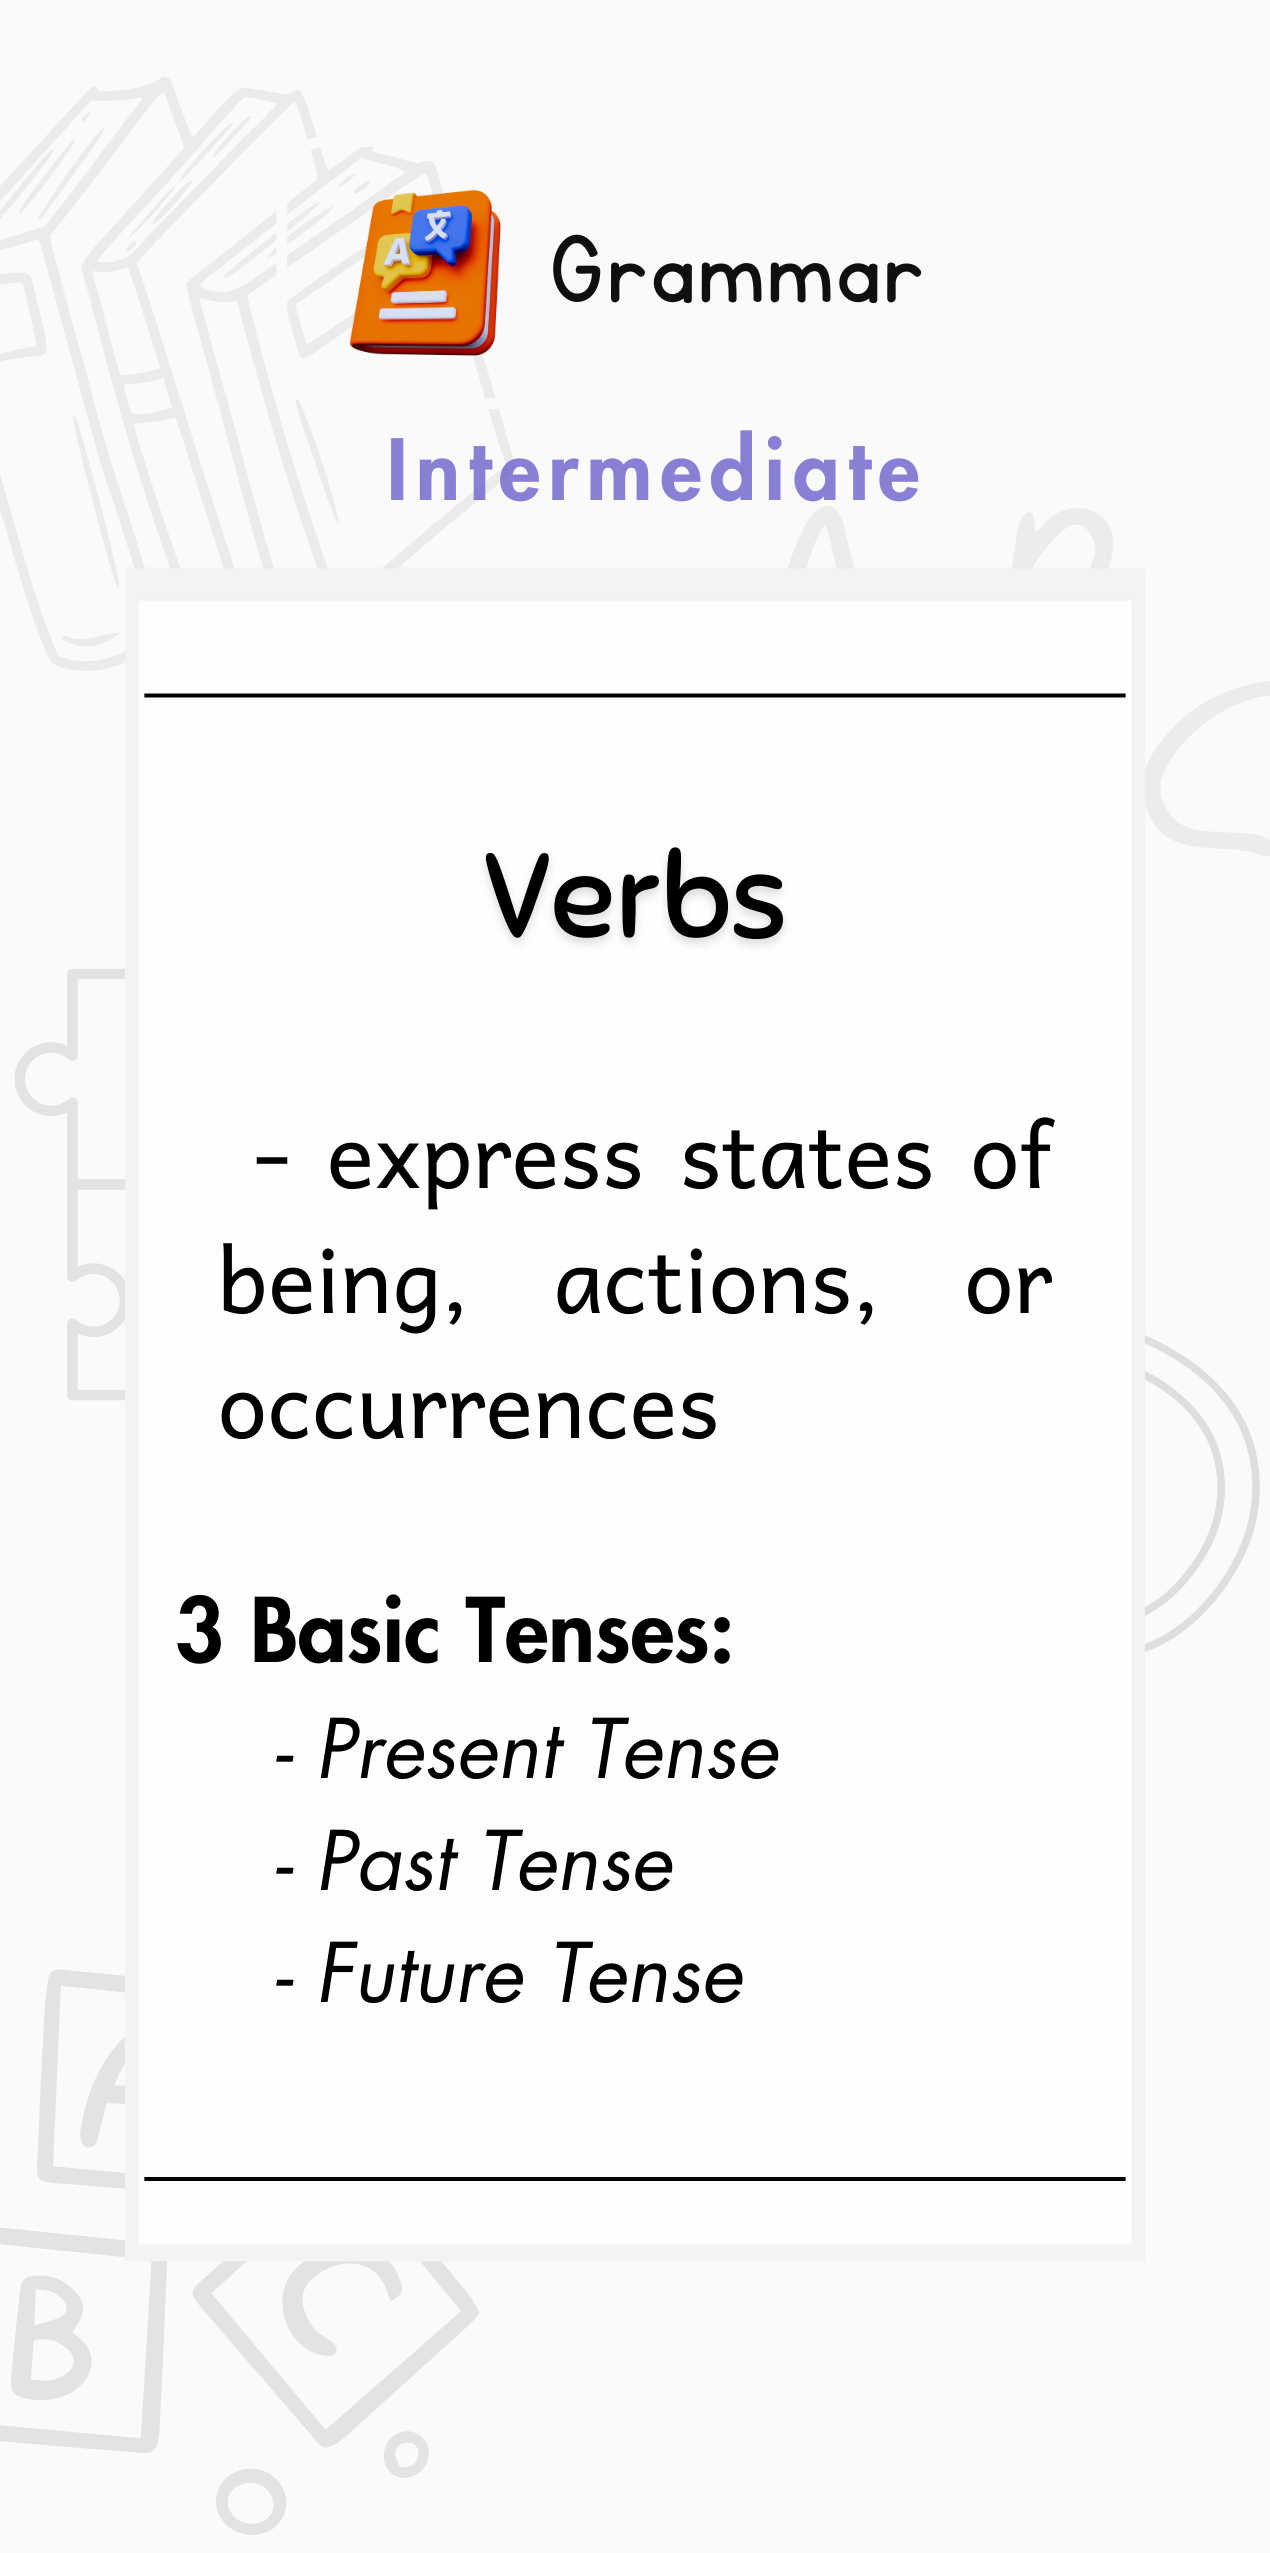 A 文
Grammar
Intermediate
Verbs
- express states of
being, actions, or
occurrences
3 Basic Tenses:
- Present Tense
- Past Tense
- Future Tense
A
B
C